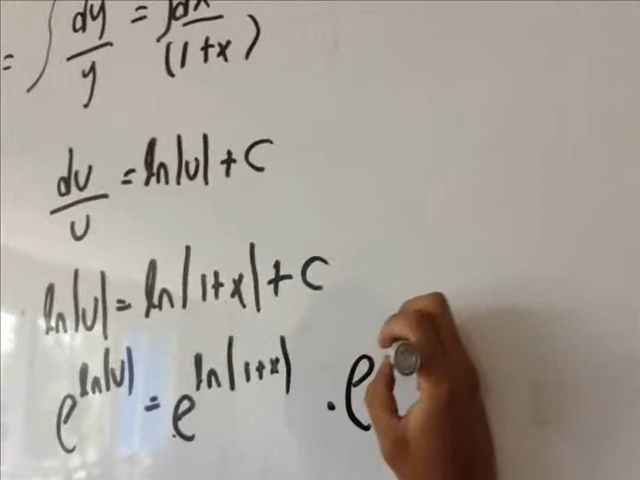 = ∫ dy/y = ∫ dx/(1+x)
du/u = ln|u| + C
ln|u| = ln|1+x| + C
e^ln|u| = e^ln|1+x| · e